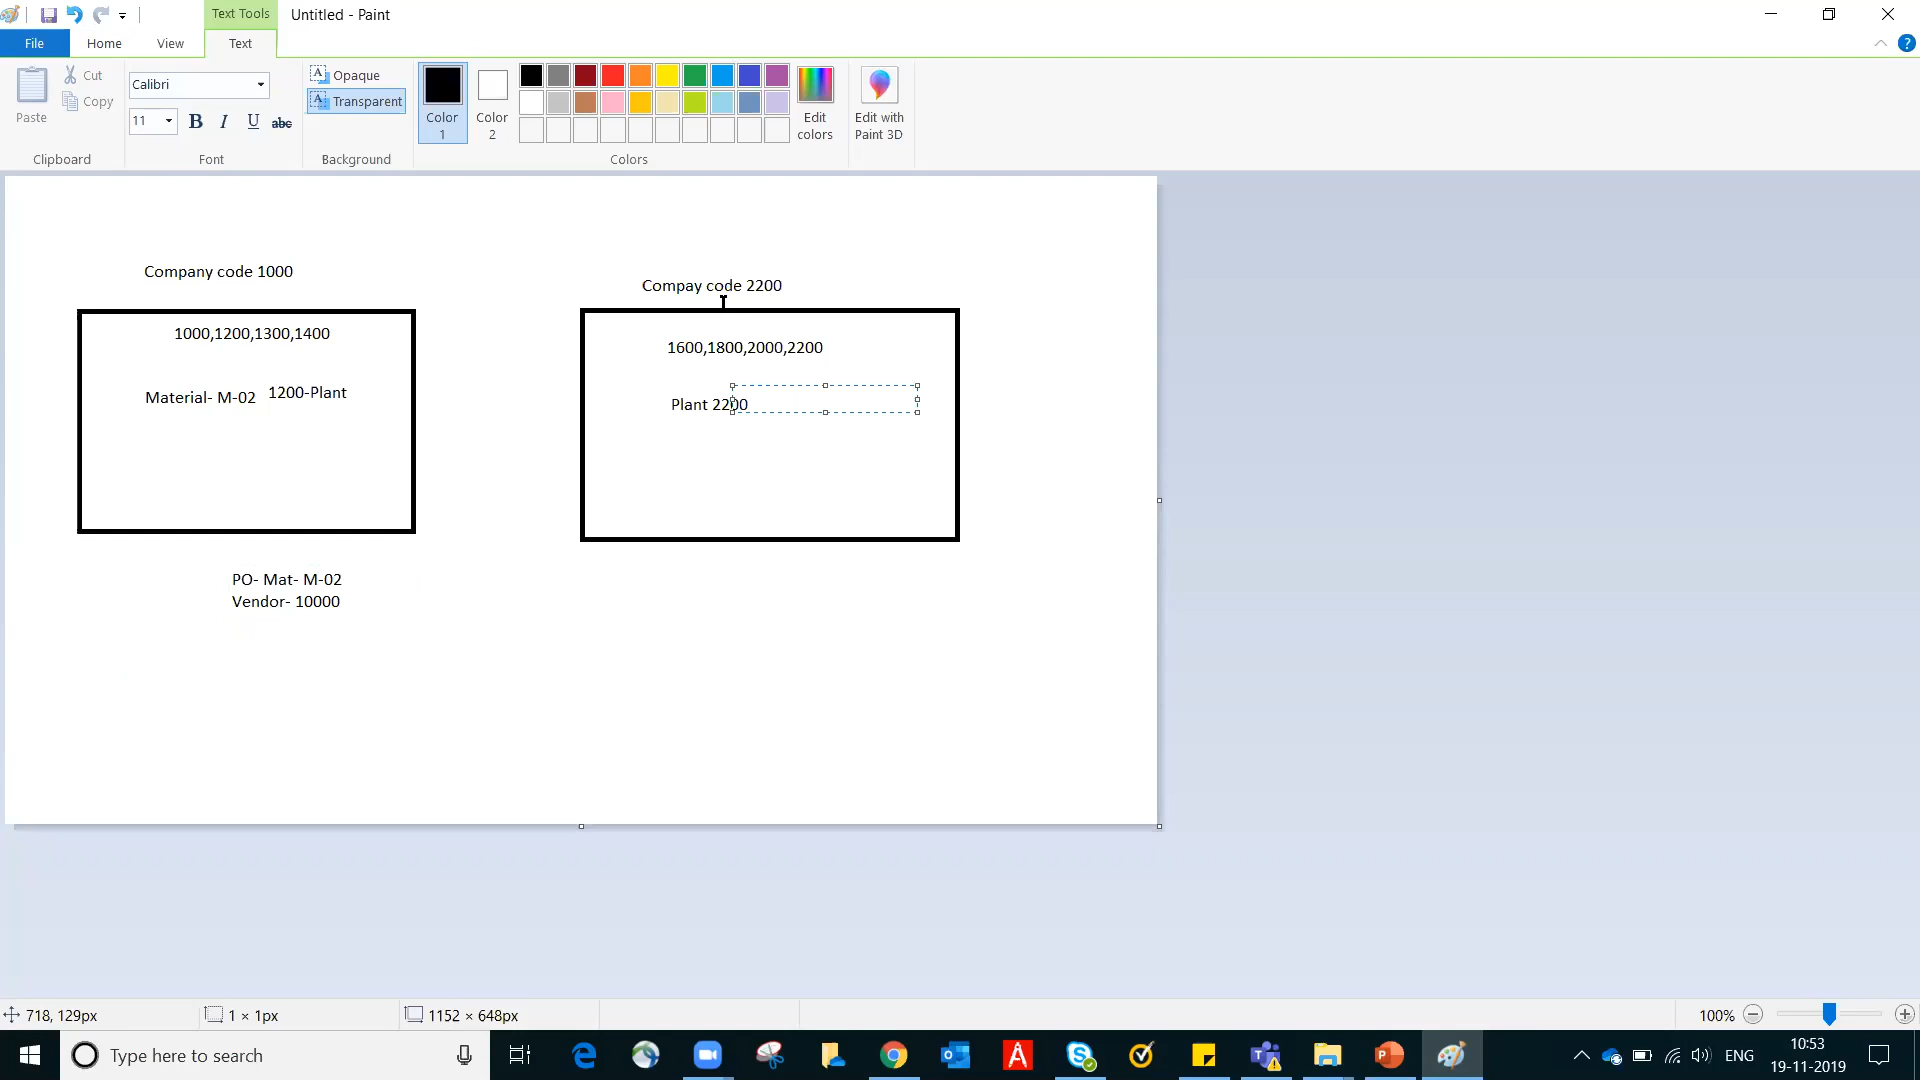 Text Tools
Untitled - Paint
File
Home
View
Text
?
Paste
Cut
Copy
Clipboard
Calibri
11
B I U abc
Font
A Opaque
A Transparent
Background
Color 1
Color 2
Colors
Edit colors
Edit with Paint 3D
Company code 1000
1000,1200,1300,1400
Material- M-02
1200-Plant
PO- Mat- M-02
Vendor- 10000
Compay code 2200
1600,1800,2000,2200
Plant 2200
718, 129px
1 × 1px
1152 × 648px
100%
Type here to search
ENG
10:53
19-11-2019